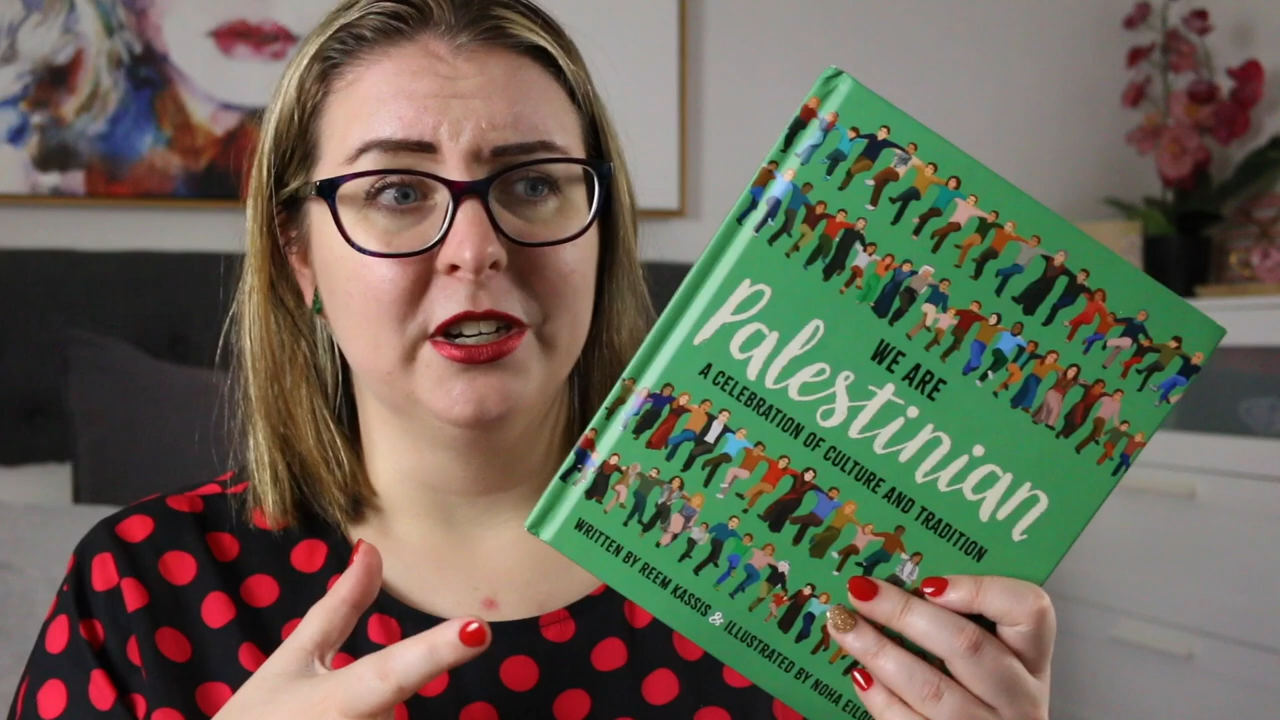 WE ARE
Palestinian
A CELEBRATION OF CULTURE AND TRADITION
WRITTEN BY REEM KASSIS & ILLUSTRATED BY NOHA